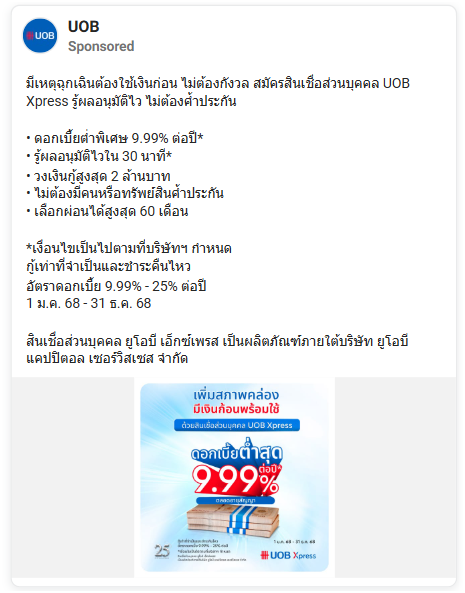 UOB
Sponsored
มีเหตุฉุกเฉินต้องใช้เงินก่อน ไม่ต้องกังวล สมัครสินเชื่อส่วนบุคคล UOB
Xpress รู้ผลอนุมัติไว ไม่ต้องค้ำประกัน
• ดอกเบี้ยต่ำพิเศษ 9.99% ต่อปี*
• รู้ผลอนุมัติไวใน 30 นาที*
• วงเงินกู้สูงสุด 2 ล้านบาท
• ไม่ต้องมีคนหรือทรัพย์สินค้ำประกัน
• เลือกผ่อนได้สูงสุด 60 เดือน
*เงื่อนไขเป็นไปตามที่บริษัทฯ กำหนด
กู้เท่าที่จำเป็นและชำระคืนไหว
อัตราดอกเบี้ย 9.99% - 25% ต่อปี
1 ม.ค. 68 - 31 ธ.ค. 68
สินเชื่อส่วนบุคคล ยูโอบี เอ็กซ์เพรส เป็นผลิตภัณฑ์ภายใต้บริษัท ยูโอบี
แคปปิตอล เซอร์วิสเซส จำกัด
เพิ่มสภาพคล่อง
มีเงินก้อนพร้อมใช้
ด้วยสินเชื่อส่วนบุคคล UOB Xpress
ดอกเบี้ยต่ำสุด
9.99% ต่อปี*
ตลอดอายุสัญญา
1 ม.ค. 68 - 31 ธ.ค. 68
25
UOB Xpress